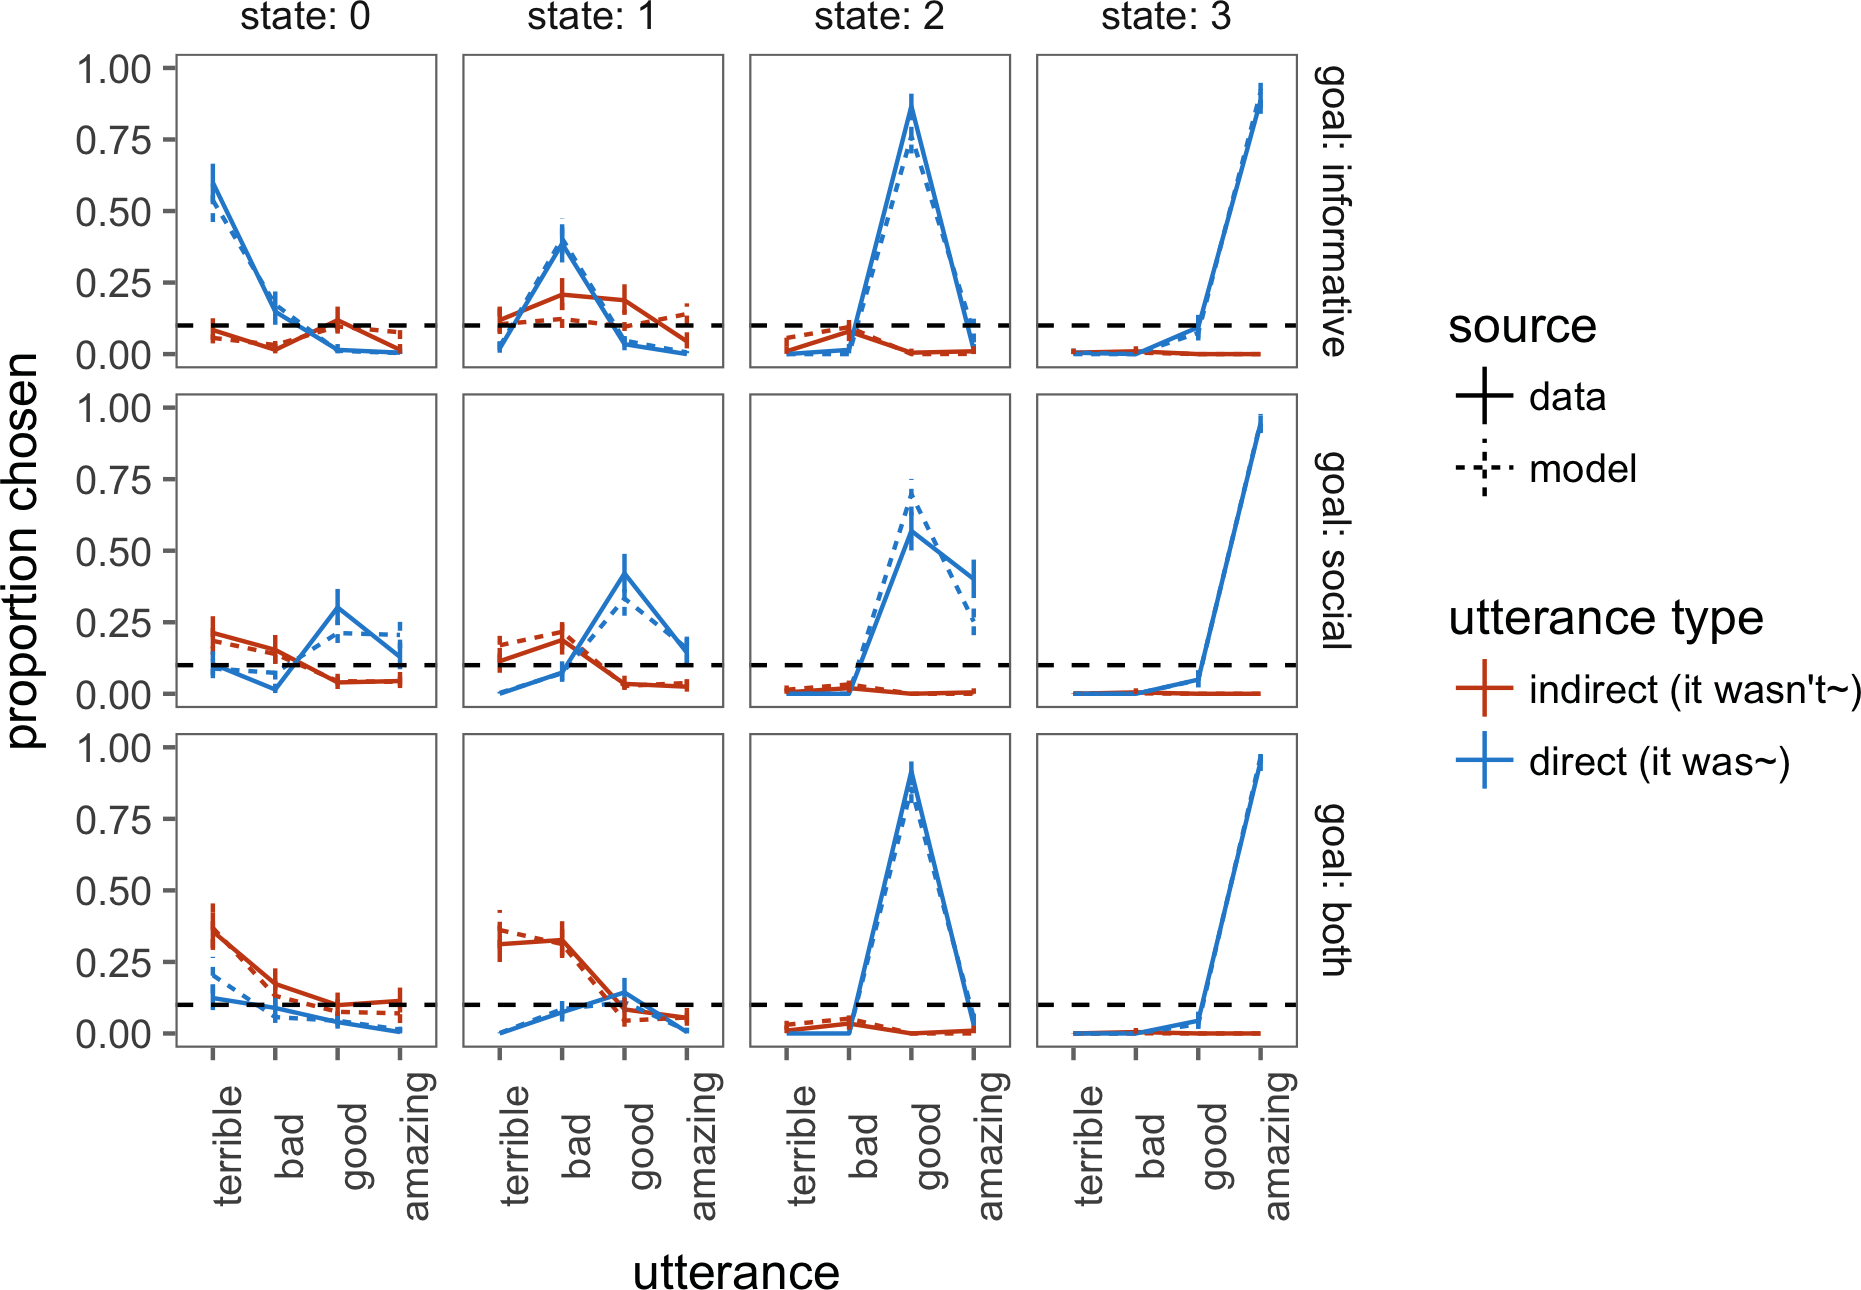 state: 0
state: 1
state: 2
state: 3
1.00
0.75
0.50
0.25
0.00
goal: informative
1.00
0.75
0.50
0.25
0.00
goal: social
1.00
0.75
0.50
0.25
0.00
goal: both
proportion chosen
terrible
bad
good
amazing
terrible
bad
good
amazing
terrible
bad
good
amazing
terrible
bad
good
amazing
utterance
source
data
model
utterance type
indirect (it wasn't~)
direct (it was~)